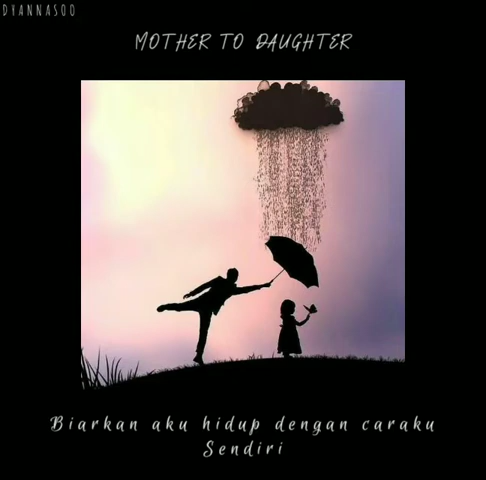 DYANNASOO
MOTHER TO DAUGHTER
Biarkan aku hidup dengan caraku
Sendiri